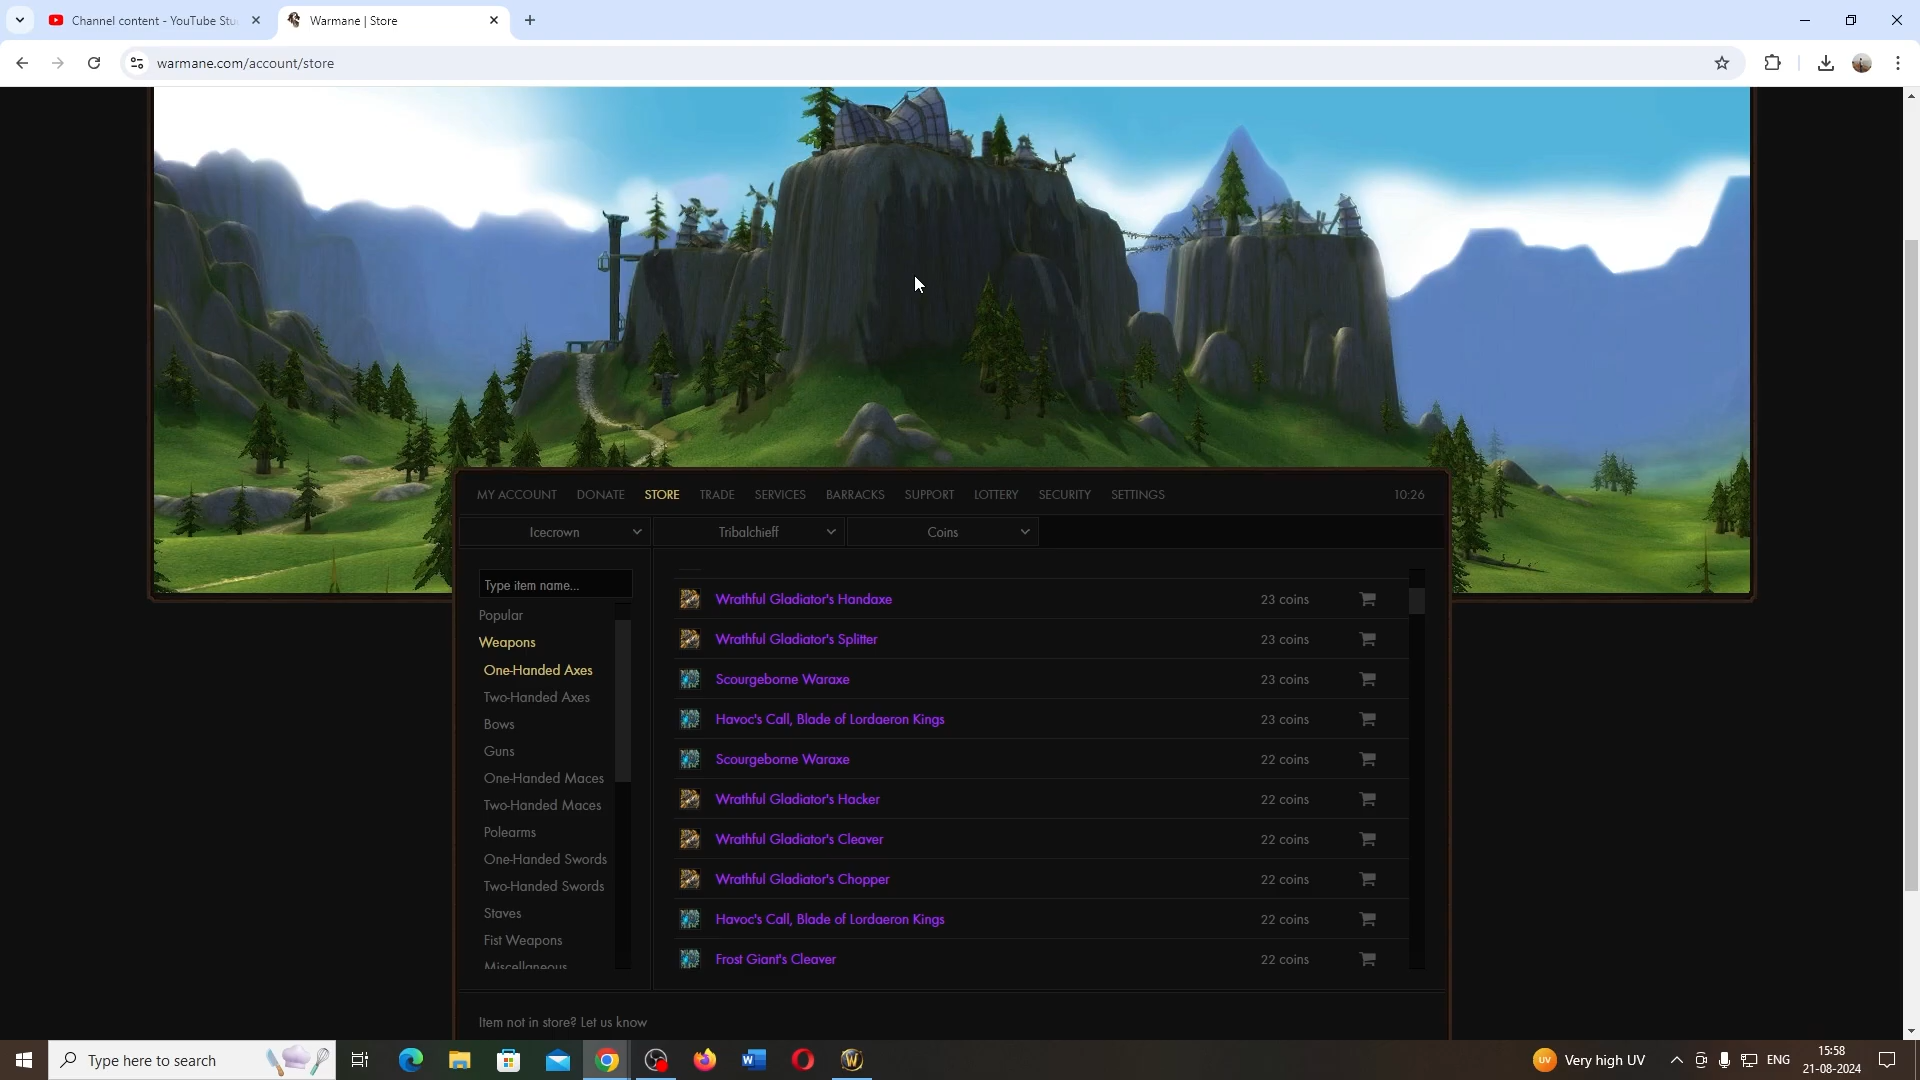 Channel content - YouTube Stu
Warmane | Store
warmane.com/account/store
MY ACCOUNT DONATE STORE TRADE SERVICES BARRACKS SUPPORT LOTTERY SECURITY SETTINGS 10:26
Icecrown Tribalchieff Coins
Type item name...
Popular
Weapons
One-Handed Axes
Two-Handed Axes
Bows
Guns
One-Handed Maces
Two-Handed Maces
Polearms
One-Handed Swords
Two-Handed Swords
Staves
Fist Weapons
Miscellaneous
Wrathful Gladiator's Handaxe 23 coins
Wrathful Gladiator's Splitter 23 coins
Scourgeborne Waraxe 23 coins
Havoc's Call, Blade of Lordaeron Kings 23 coins
Scourgeborne Waraxe 22 coins
Wrathful Gladiator's Hacker 22 coins
Wrathful Gladiator's Cleaver 22 coins
Wrathful Gladiator's Chopper 22 coins
Havoc's Call, Blade of Lordaeron Kings 22 coins
Frost Giant's Cleaver 22 coins
Item not in store? Let us know
Type here to search
UV Very high UV
ENG
15:58
21-08-2024